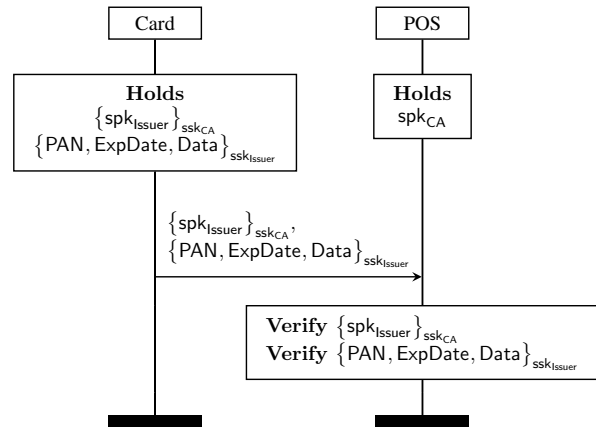 Card
POS
Holds
{spk_Issuer}_ssk_CA
{PAN, ExpDate, Data}_ssk_Issuer
Holds
spk_CA
{spk_Issuer}_ssk_CA,
{PAN, ExpDate, Data}_ssk_Issuer
Verify {spk_Issuer}_ssk_CA
Verify {PAN, ExpDate, Data}_ssk_Issuer